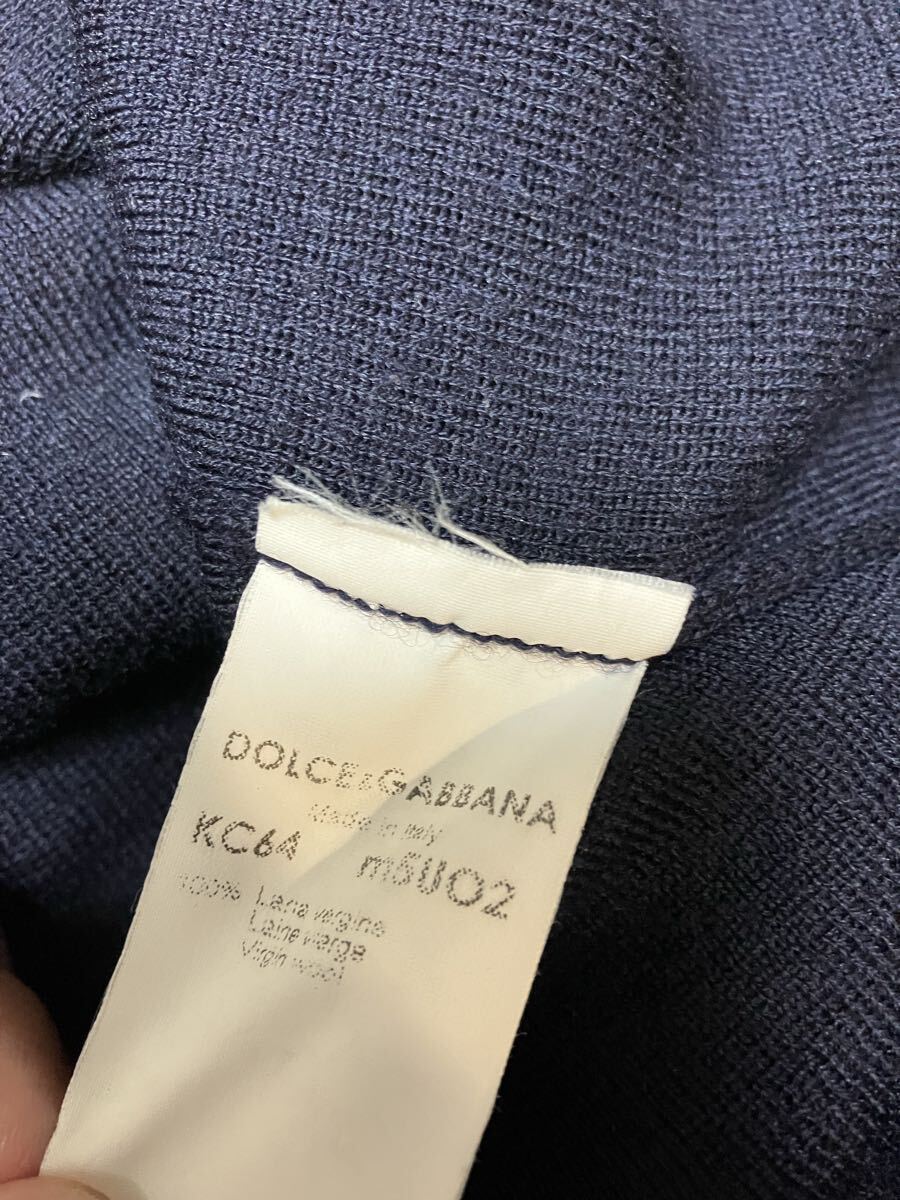 DOLCE&GABBANA
Made in Italy
KC6A m5UO2
100% Lana vergine
Laine vierge
Virgin wool